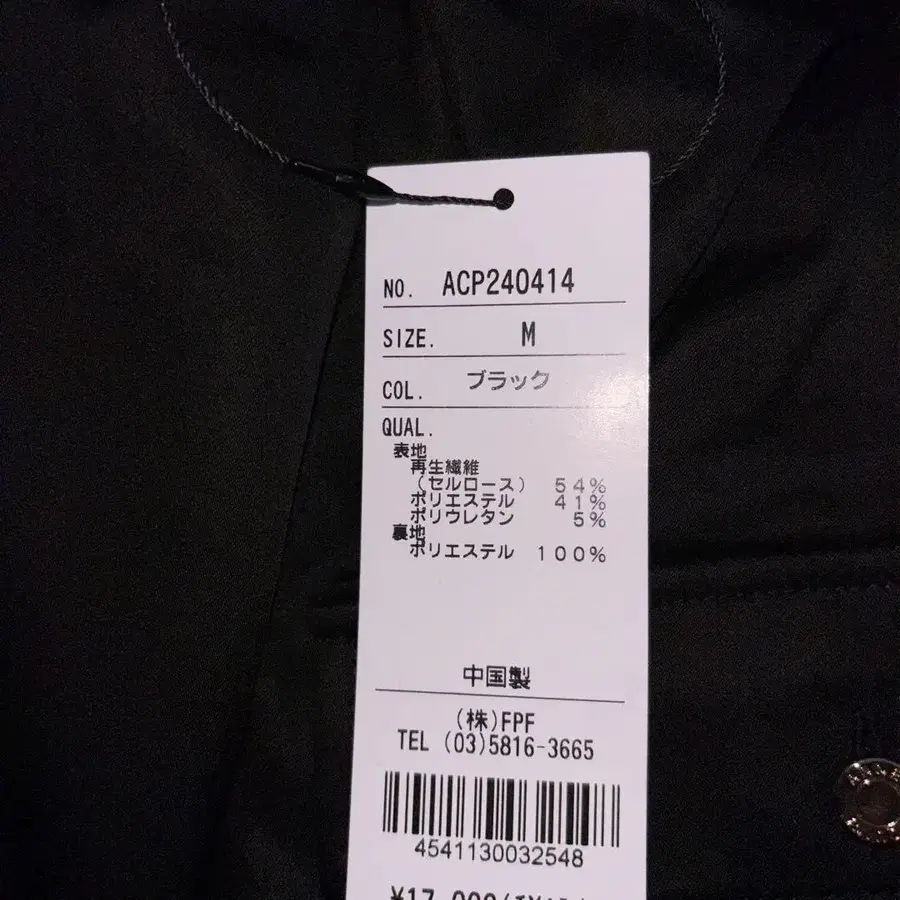 NO. ACP240414
SIZE. M
COL. ブラック
QUAL.
表地
再生繊維
(セルロース) 54%
ポリエステル 41%
ポリウレタン 5%
裏地
ポリエステル 100%
中国製
(株)FPF
TEL (03)5816-3665
4541130032548